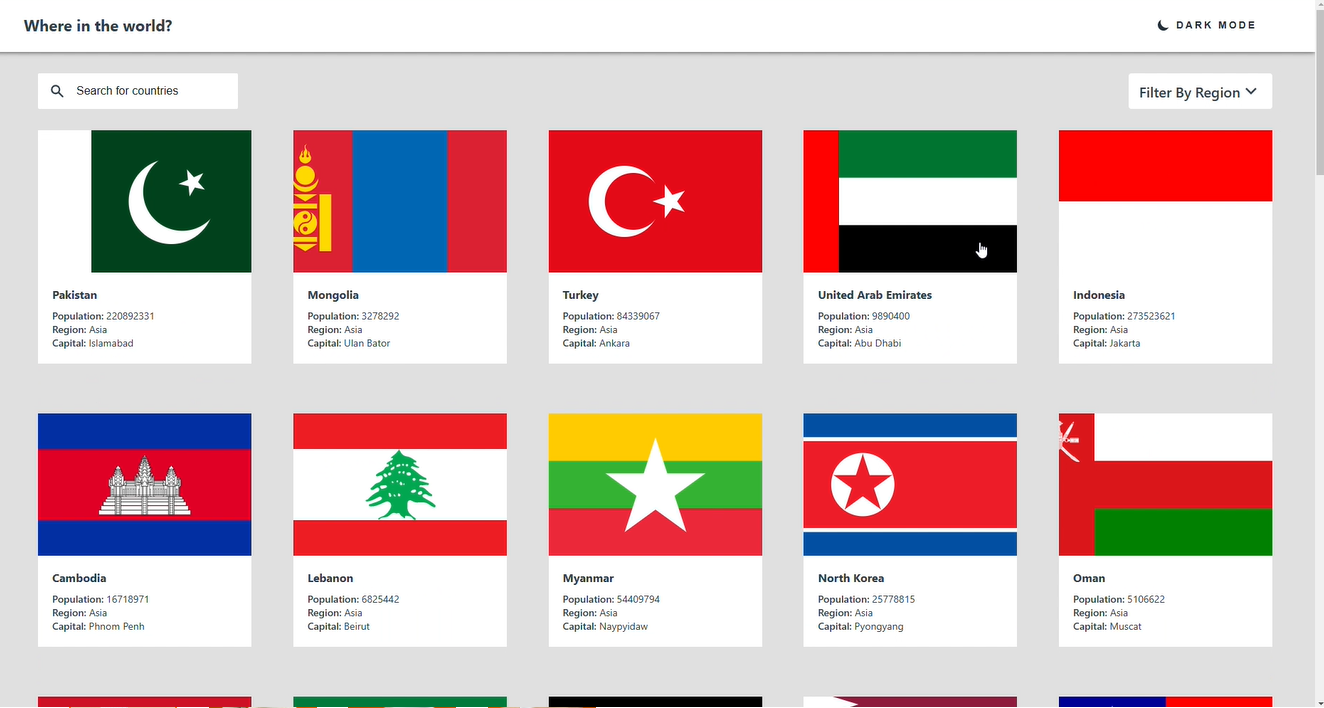 Where in the world?
DARK MODE
Search for countries
Filter By Region
Pakistan
Population: 220892331
Region: Asia
Capital: Islamabad
Mongolia
Population: 3278292
Region: Asia
Capital: Ulan Bator
Turkey
Population: 84339067
Region: Asia
Capital: Ankara
United Arab Emirates
Population: 9890400
Region: Asia
Capital: Abu Dhabi
Indonesia
Population: 273523621
Region: Asia
Capital: Jakarta
Cambodia
Population: 16718971
Region: Asia
Capital: Phnom Penh
Lebanon
Population: 6825442
Region: Asia
Capital: Beirut
Myanmar
Population: 54409794
Region: Asia
Capital: Naypyidaw
North Korea
Population: 25778815
Region: Asia
Capital: Pyongyang
Oman
Population: 5106622
Region: Asia
Capital: Muscat